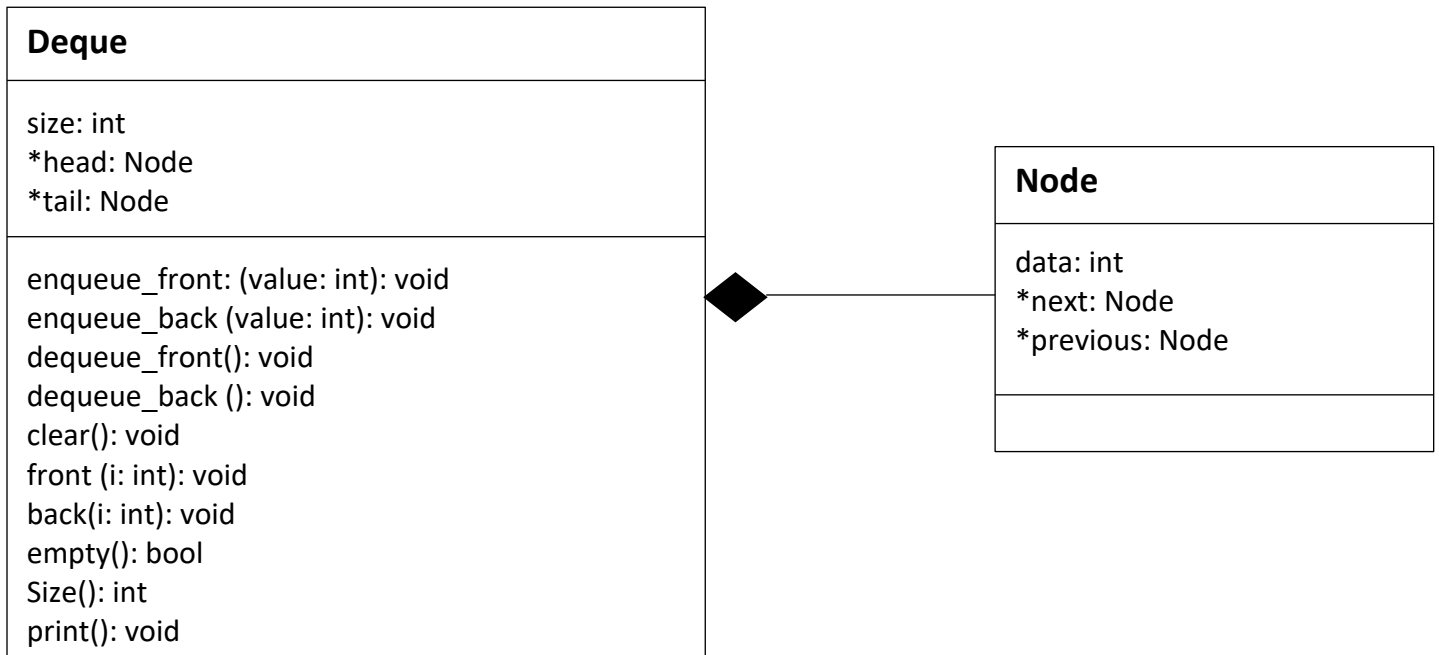 Deque
size: int
*head: Node
*tail: Node
enqueue_front: (value: int): void
enqueue_back (value: int): void
dequeue_front(): void
dequeue_back (): void
clear(): void
front (i: int): void
back(i: int): void
empty(): bool
Size(): int
print(): void
Node
data: int
*next: Node
*previous: Node